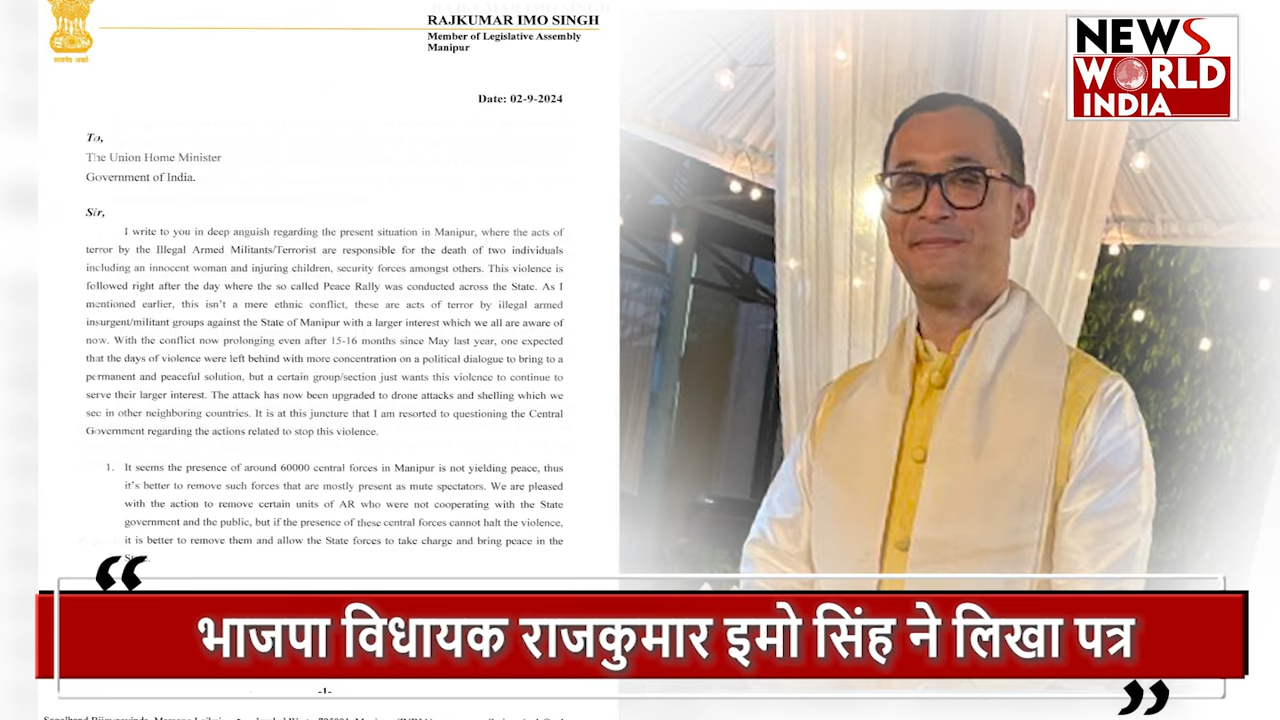 RAJKUMAR IMO SINGH
Member of Legislative Assembly
Manipur
सत्यमेव जयते
Date: 02-9-2024
To,
The Union Home Minister
Government of India.
Sir,
I write to you in deep anguish regarding the present situation in Manipur, where the acts of
terror by the Illegal Armed Militants/Terrorist are responsible for the death of two individuals
including an innocent woman and injuring children, security forces amongst others. This violence is
followed right after the day where the so called Peace Rally was conducted across the State. As I
mentioned earlier, this isn't a mere ethnic conflict, these are acts of terror by illegal armed
insurgent/militant groups against the State of Manipur with a larger interest which we all are aware of
now. With the conflict now prolonging even after 15-16 months since May last year, one expected
that the days of violence were left behind with more concentration on a political dialogue to bring to a
permanent and peaceful solution, but a certain group/section just wants this violence to continue to
serve their larger interest. The attack has now been upgraded to drone attacks and shelling which we
see in other neighboring countries. It is at this juncture that I am resorted to questioning the Central
Government regarding the actions related to stop this violence.
1. It seems the presence of around 60000 central forces in Manipur is not yielding peace, thus
it's better to remove such forces that are mostly present as mute spectators. We are pleased
with the action to remove certain units of AR who were not cooperating with the State
government and the public, but if the presence of these central forces cannot halt the violence,
it is better to remove them and allow the State forces to take charge and bring peace in the
-1-
NEWS
WORLD
INDIA
“
भाजपा विधायक राजकुमार इमो सिंह ने लिखा पत्र
”